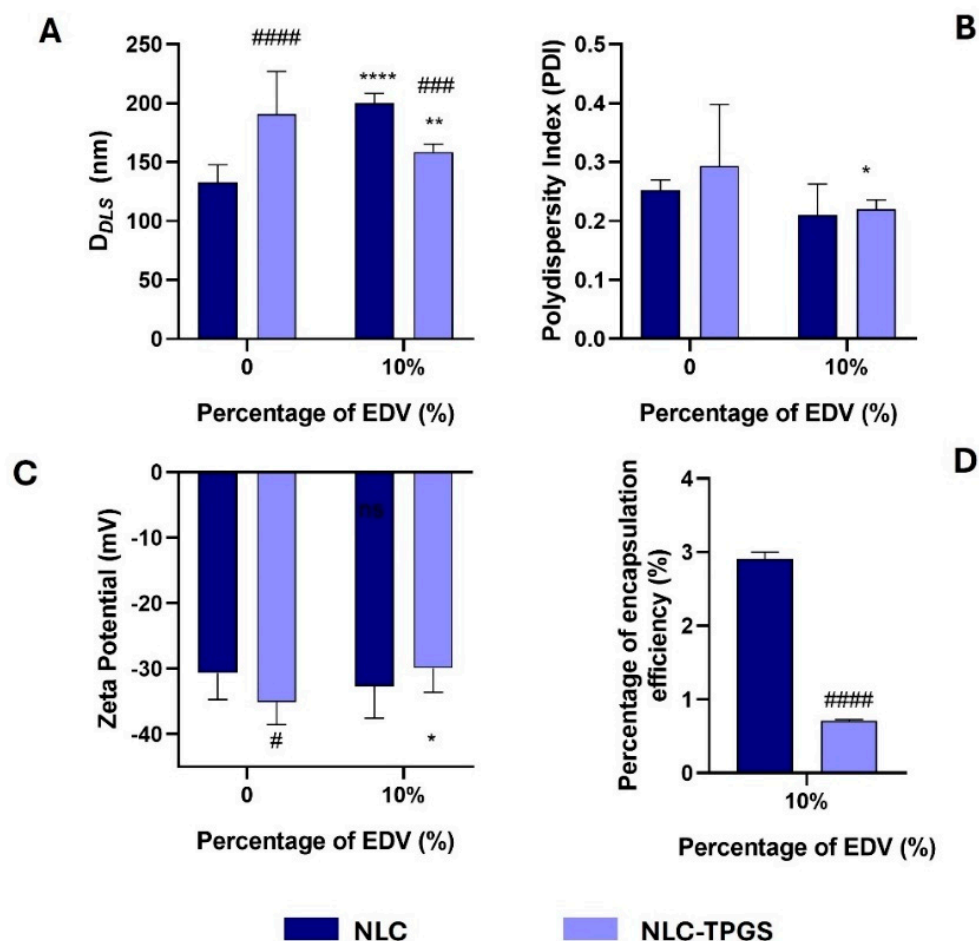 A
B
D_DLS (nm)
250
200
150
100
50
0
####
****
###
**
0
10%
Percentage of EDV (%)
Polydispersity Index (PDI)
0.5
0.4
0.3
0.2
0.1
0.0
*
0
10%
Percentage of EDV (%)
C
D
Zeta Potential (mV)
0
-10
-20
-30
-40
ns
#
*
0
10%
Percentage of EDV (%)
Percentage of encapsulation
efficiency (%)
4
3
2
1
0
####
10%
Percentage of EDV (%)
NLC
NLC-TPGS